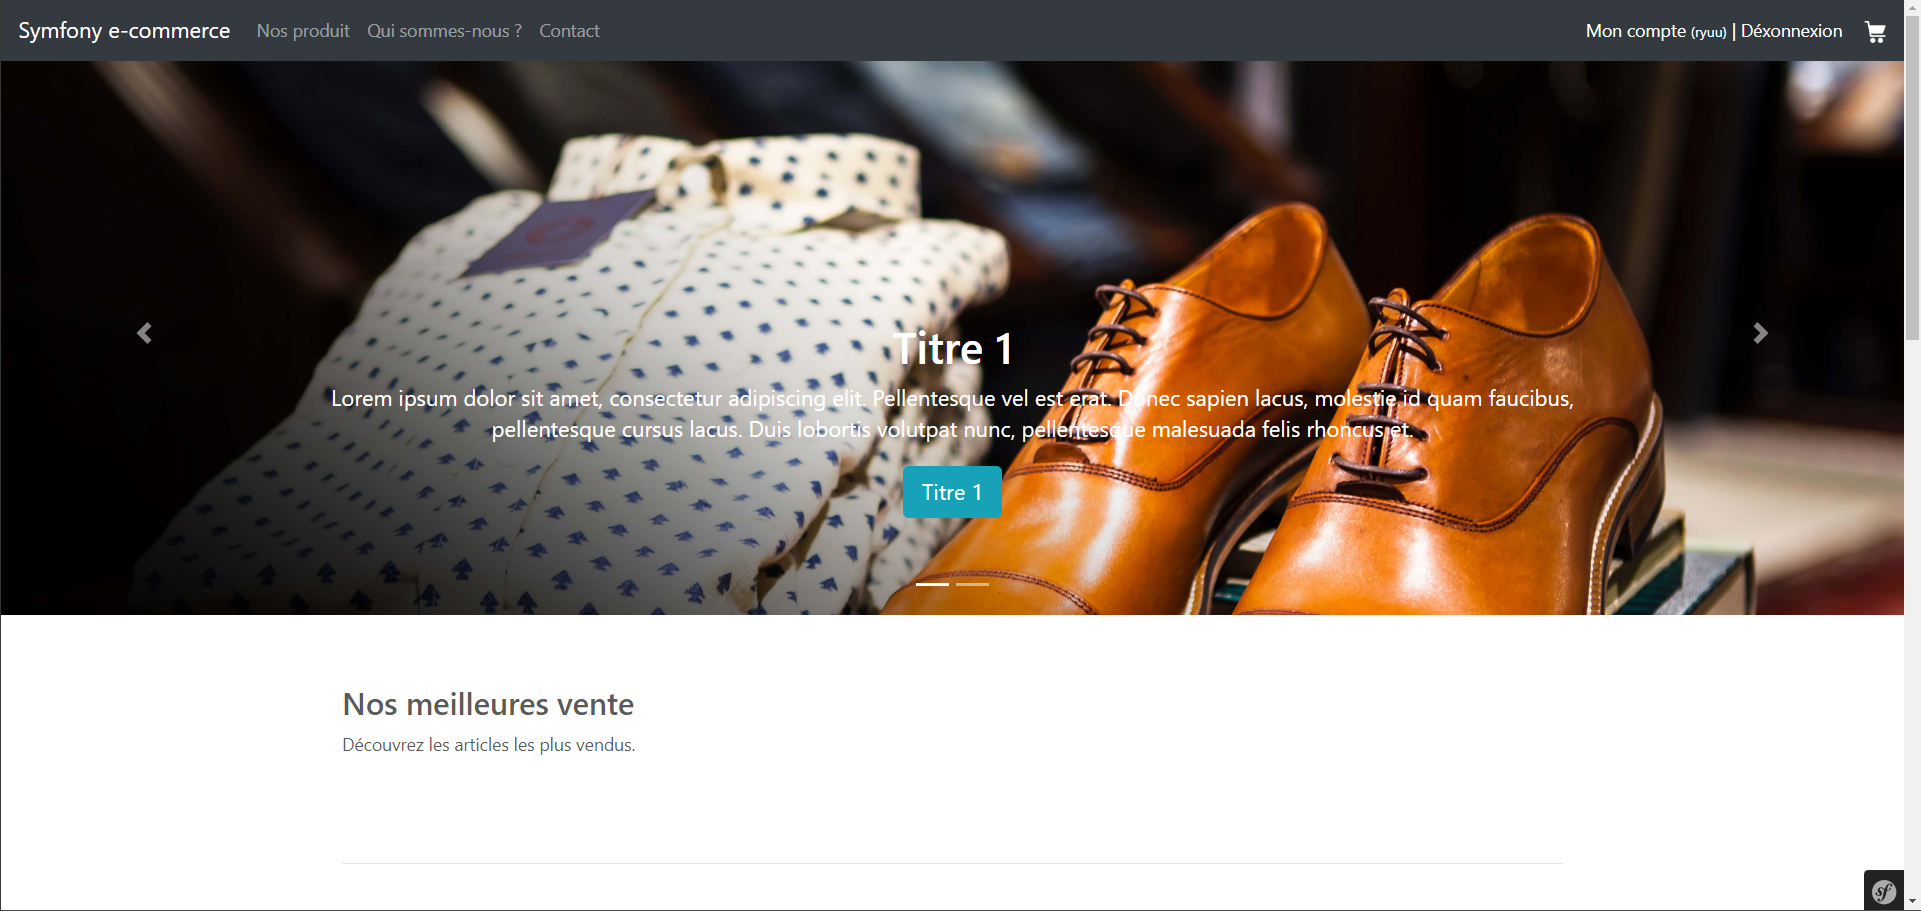 Symfony e-commerce Nos produit Qui sommes-nous ? Contact Mon compte (ryuu) | Déxonnexion
Titre 1
Lorem ipsum dolor sit amet, consectetur adipiscing elit. Pellentesque vel est erat. Donec sapien lacus, molestie id quam faucibus,
pellentesque cursus lacus. Duis lobortis volutpat nunc, pellentesque malesuada felis rhoncus et.
Titre 1
Nos meilleures vente
Découvrez les articles les plus vendus.
sf